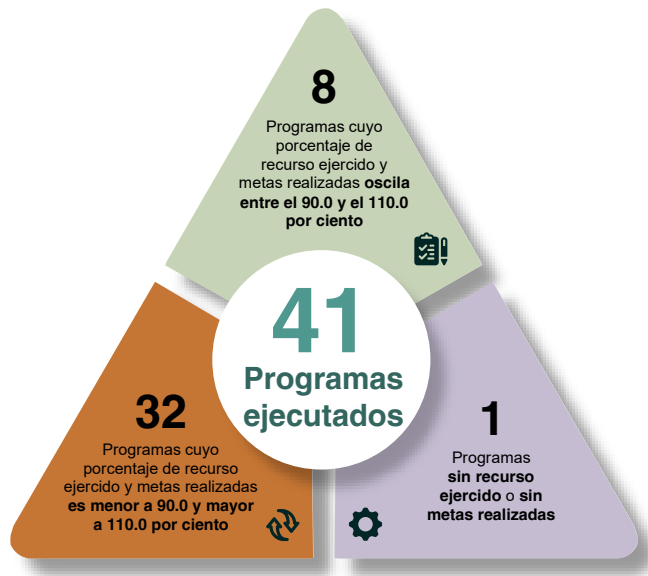 8
Programas cuyo
porcentaje de
recurso ejercido y
metas realizadas oscila
entre el 90.0 y el 110.0
por ciento
41
Programas
ejecutados
32
Programas cuyo
porcentaje de recurso
ejercido y metas realizadas
es menor a 90.0 y mayor
a 110.0 por ciento
1
Programas
sin recurso
ejercido o sin
metas realizadas